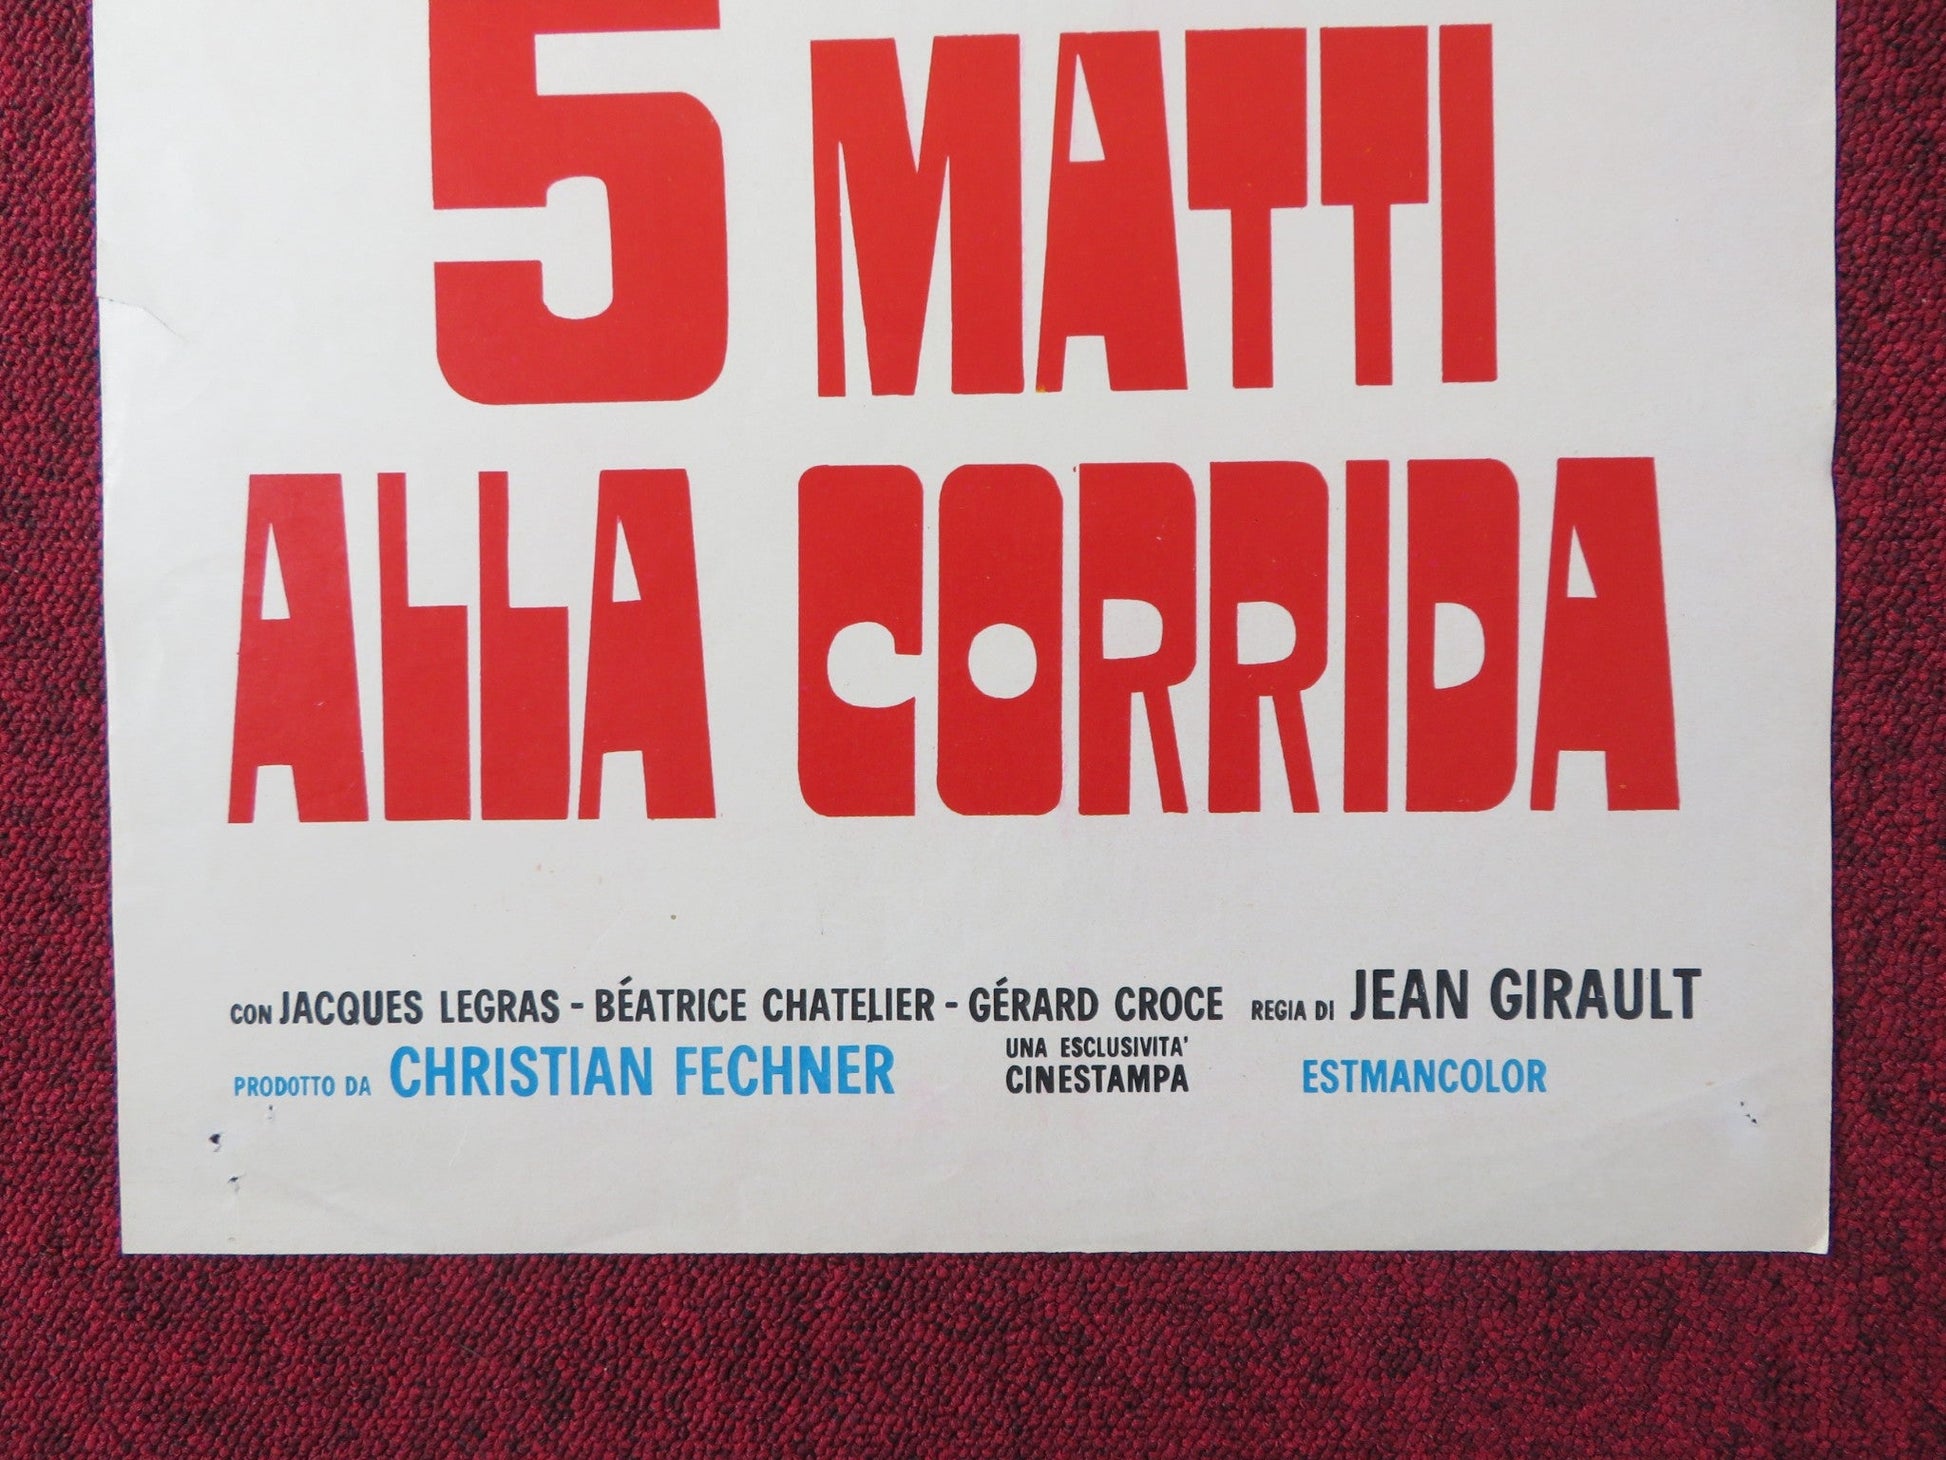 5 MATTI
ALLA CORRIDA
CON JACQUES LEGRAS - BÉATRICE CHATELIER - GÉRARD CROCE REGIA DI JEAN GIRAULT
PRODOTTO DA CHRISTIAN FECHNER UNA ESCLUSIVITA' CINESTAMPA ESTMANCOLOR